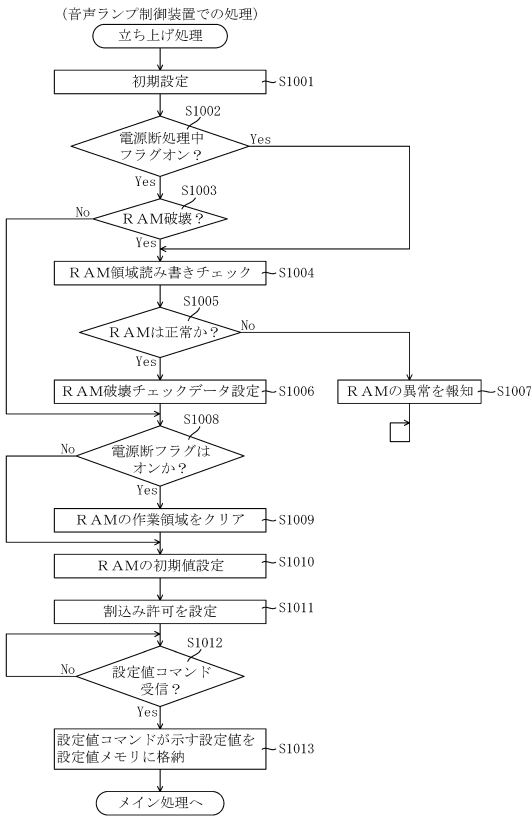 (音声ランプ制御装置での処理)
立ち上げ処理
初期設定
S1001
S1002
電源断処理中
フラグオン？
Yes
Yes
S1003
No
RAM破壊？
Yes
RAM領域読み書きチェック
S1004
S1005
RAMは正常か？
No
Yes
RAM破壊チェックデータ設定
S1006
RAMの異常を報知
S1007
S1008
No
電源断フラグは
オンか？
Yes
RAMの作業領域をクリア
S1009
RAMの初期値設定
S1010
割込み許可を設定
S1011
S1012
No
設定値コマンド
受信？
Yes
設定値コマンドが示す設定値を
設定値メモリに格納
S1013
メイン処理へ